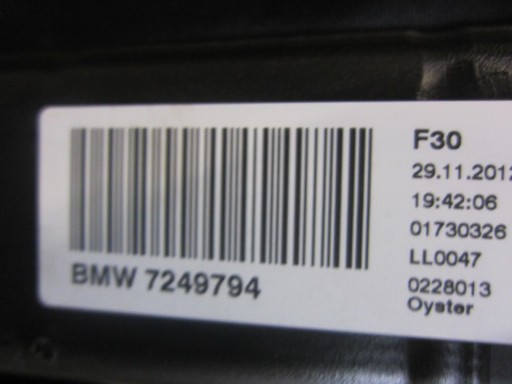 BMW 7249794
F30
29.11.2012
19:42:06
01730326
LL0047
0228013
Oyster